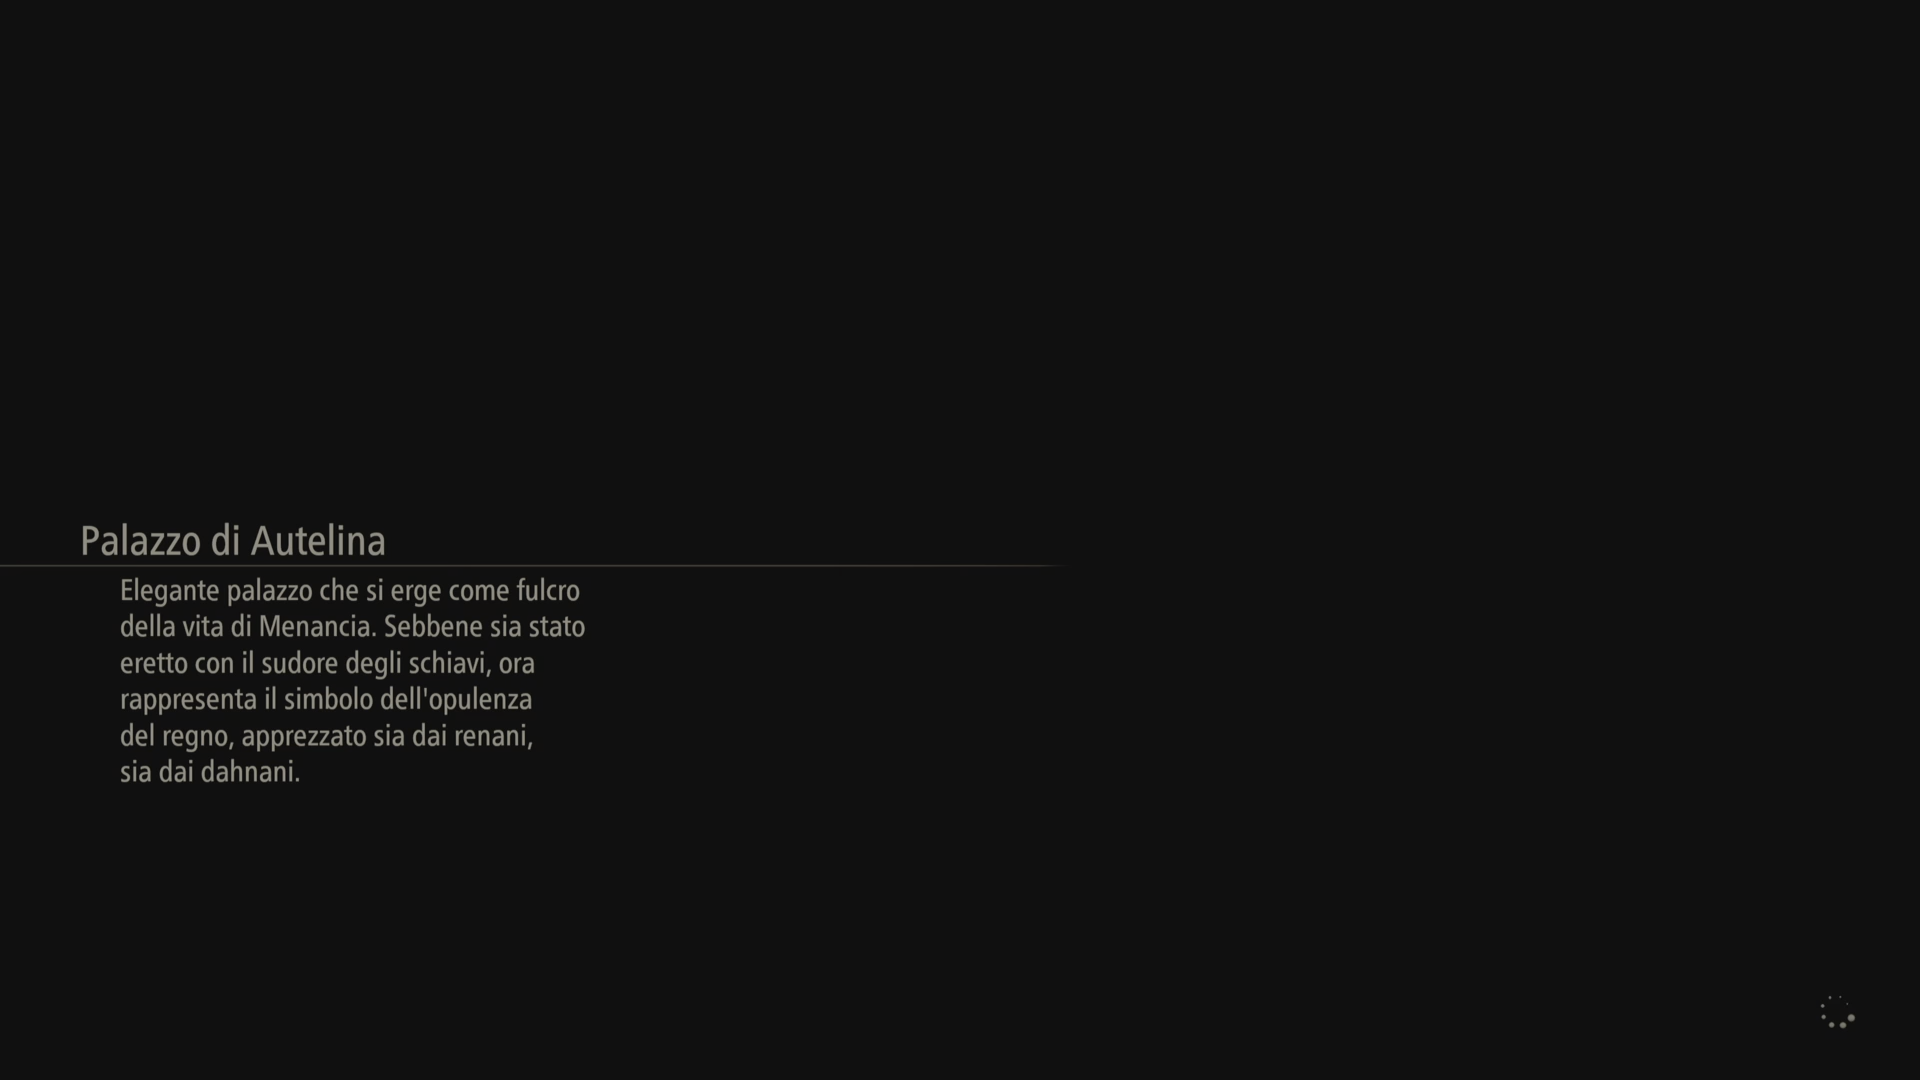 Palazzo di Autelina
Elegante palazzo che si erge come fulcro
della vita di Menancia. Sebbene sia stato
eretto con il sudore degli schiavi, ora
rappresenta il simbolo dell'opulenza
del regno, apprezzato sia dai renani,
sia dai dahnani.